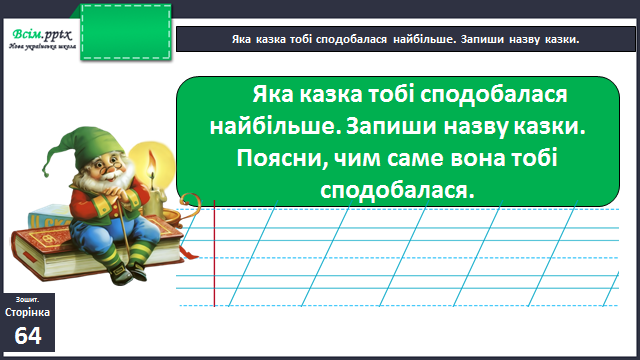 Всім.pptx
Нова українська школа
Яка казка тобі сподобалася найбільше. Запиши назву казки.
Яка казка тобі сподобалася
найбільше. Запиши назву казки.
Поясни, чим саме вона тобі
сподобалася.
Зошит.
Сторінка
64